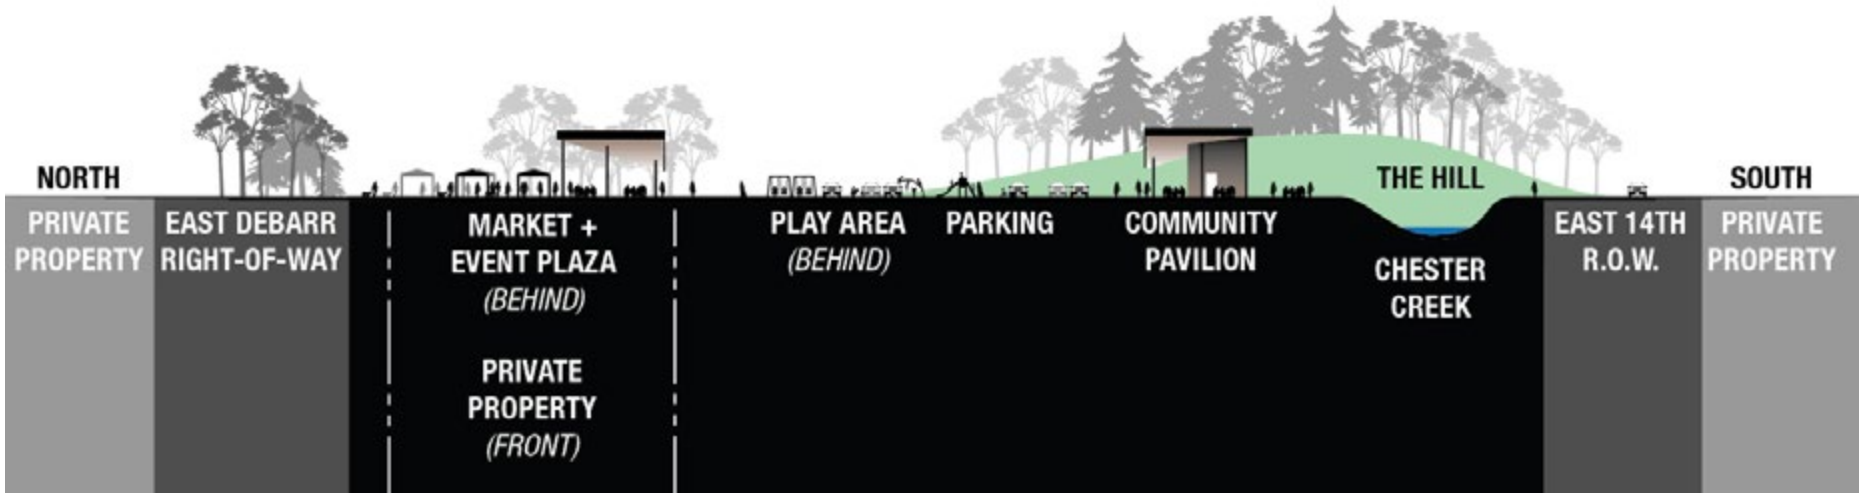 NORTH
PRIVATE
PROPERTY
EAST DEBARR
RIGHT-OF-WAY
MARKET +
EVENT PLAZA
(BEHIND)
PRIVATE
PROPERTY
(FRONT)
PLAY AREA
(BEHIND)
PARKING
COMMUNITY
PAVILION
THE HILL
CHESTER
CREEK
EAST 14TH
R.O.W.
SOUTH
PRIVATE
PROPERTY